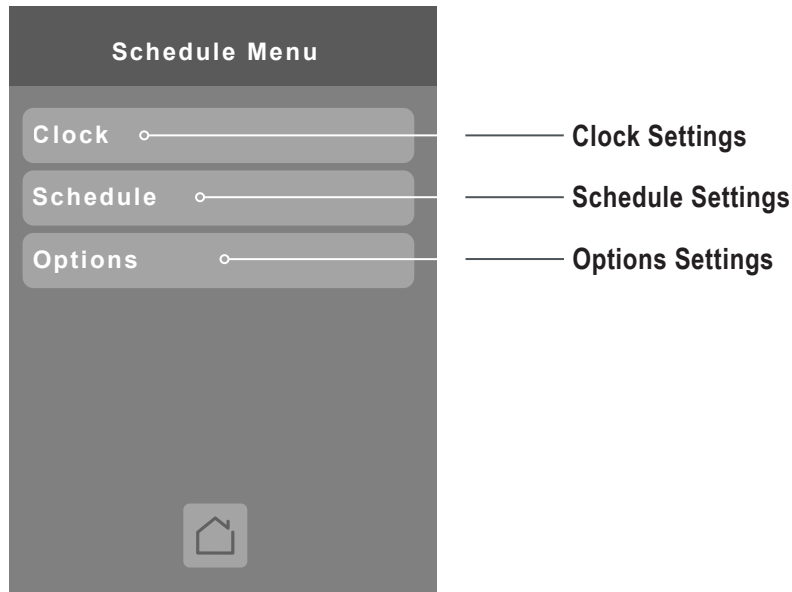 Schedule Menu
Clock
Clock Settings
Schedule
Schedule Settings
Options
Options Settings